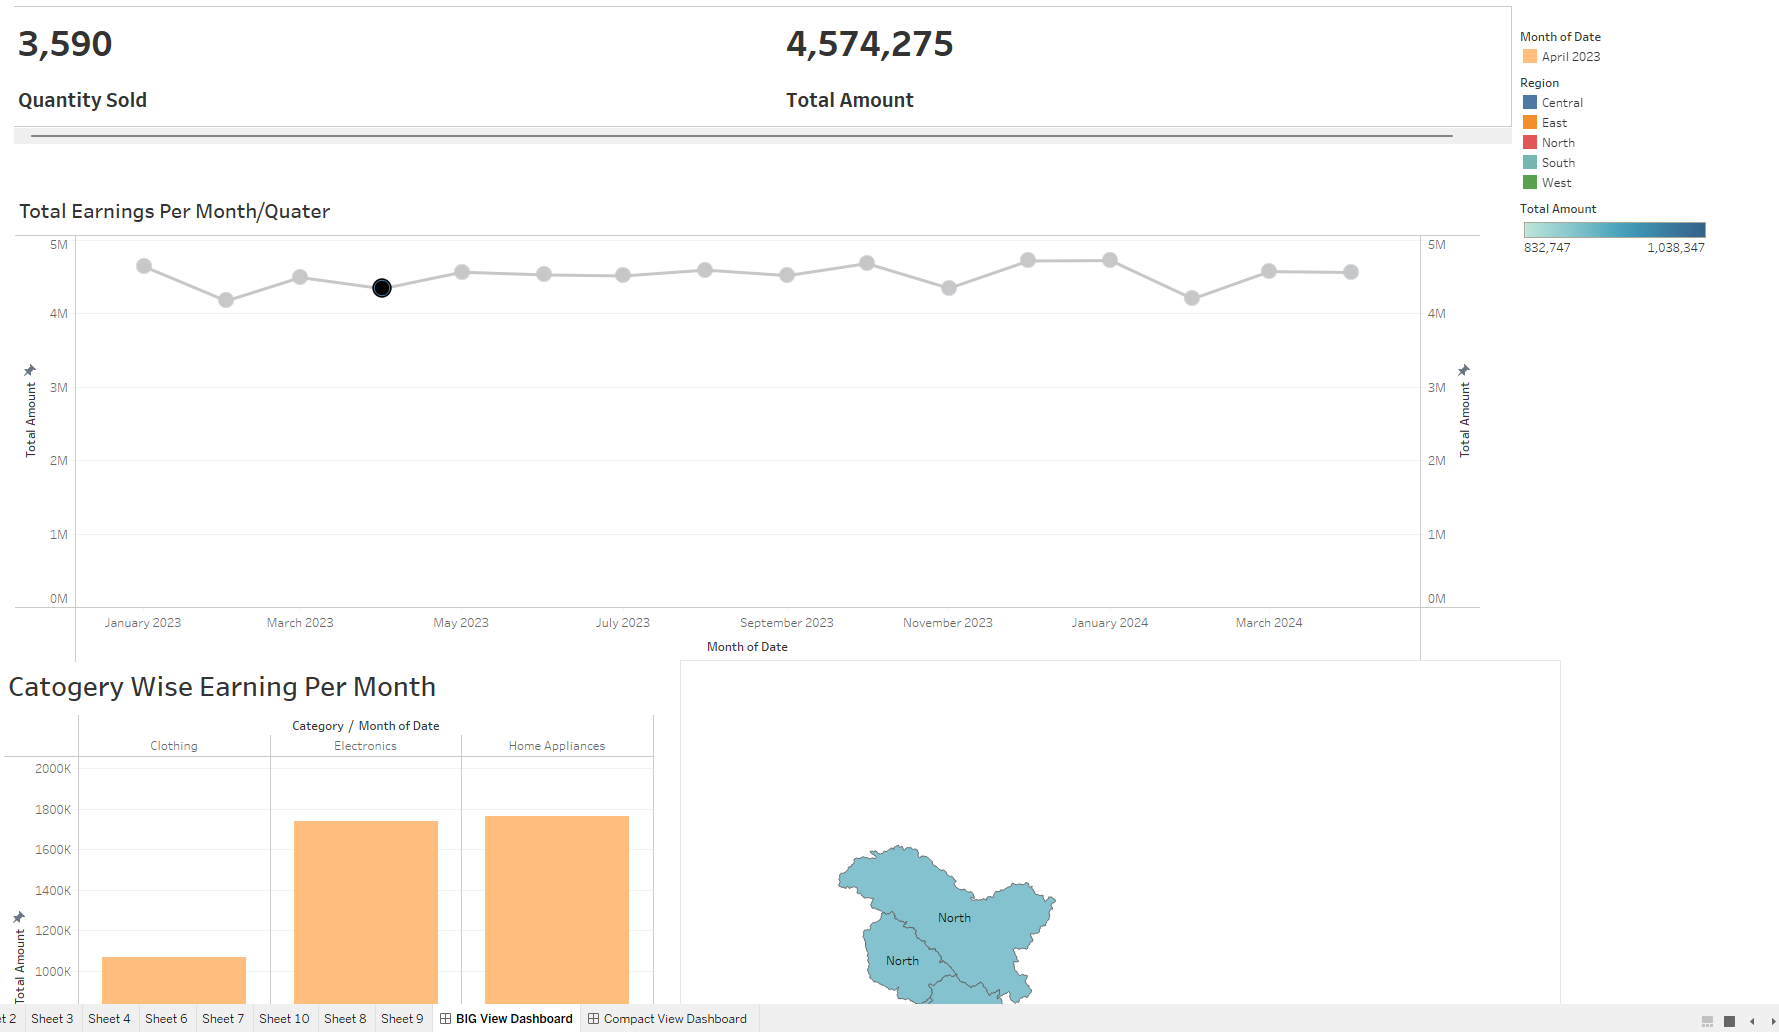 3,590
4,574,275
Quantity Sold
Total Amount
Month of Date
April 2023
Region
Central
East
North
South
West
Total Amount
832,747
1,038,347
Total Earnings Per Month/Quater
5M
4M
3M
2M
1M
0M
Total Amount
5M
4M
3M
2M
1M
0M
Total Amount
January 2023
March 2023
May 2023
July 2023
September 2023
November 2023
January 2024
March 2024
Month of Date
Catogery Wise Earning Per Month
Category / Month of Date
Clothing
Electronics
Home Appliances
2000K
1800K
1600K
1400K
1200K
1000K
Total Amount
North
North
et 2
Sheet 3
Sheet 4
Sheet 6
Sheet 7
Sheet 10
Sheet 8
Sheet 9
BIG View Dashboard
Compact View Dashboard